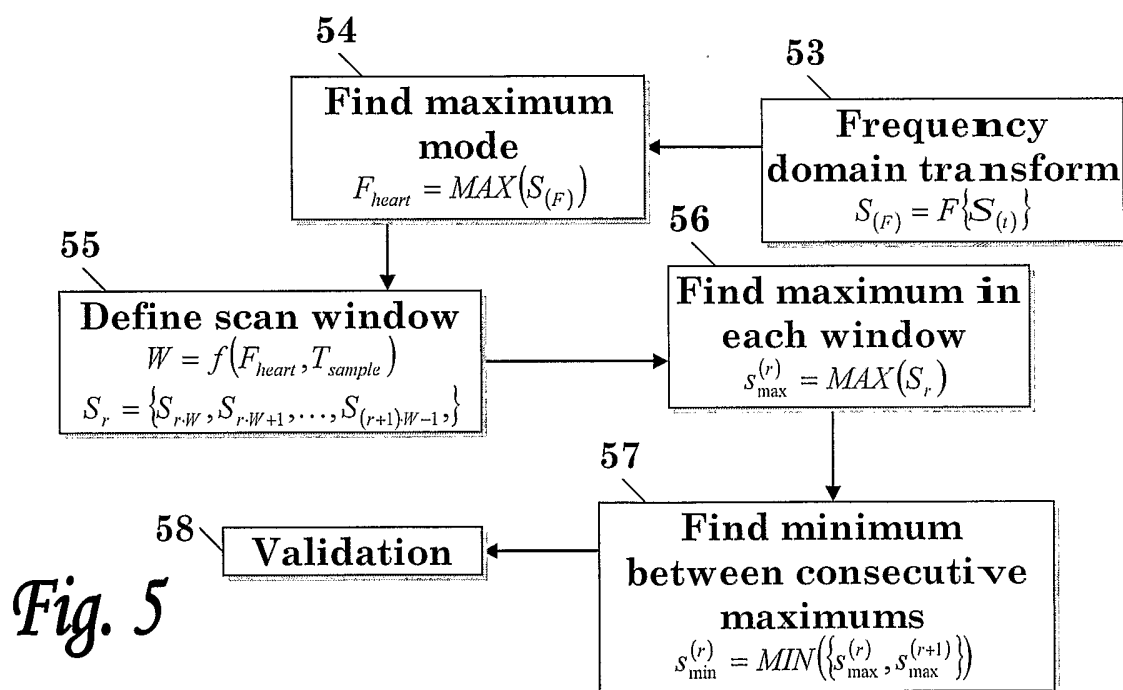 53
Frequency
domain transform
S_(F) = F{S_(t)}
54
Find maximum
mode
F_heart = MAX(S_(F))
55
Define scan window
W = f(F_heart, T_sample)
S_r = {S_r·W, S_r·W+1, ..., S_(r+1)·W-1,}
56
Find maximum in
each window
s_max^(r) = MAX(S_r)
57
Find minimum
between consecutive
maximums
s_min^(r) = MIN({s_max^(r), s_max^(r+1)})
58
Validation
Fig. 5